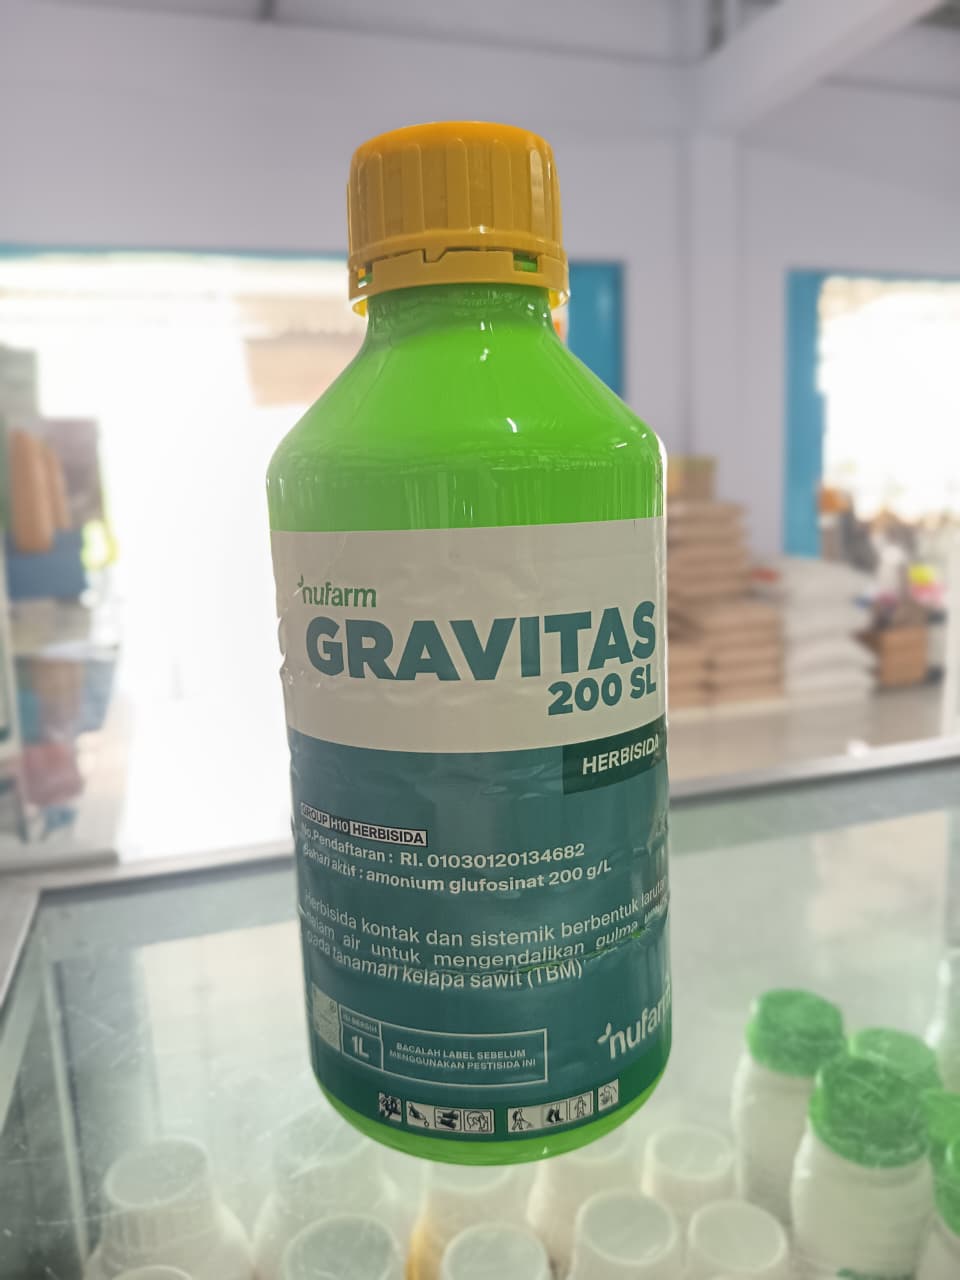 nufarm
GRAVITAS
200 SL
HERBISIDA
GROUP H10 HERBISIDA
No.Pendaftaran : RI. 01030120134682
Bahan aktif : amonium glufosinat 200 g/L
Herbisida kontak dan sistemik berbentuk larutan
dalam air untuk mengendalikan gulma
pada tanaman kelapa sawit (TBM)
ISI BERSIH
1L
BACALAH LABEL SEBELUM
MENGGUNAKAN PESTISIDA INI
nufarm